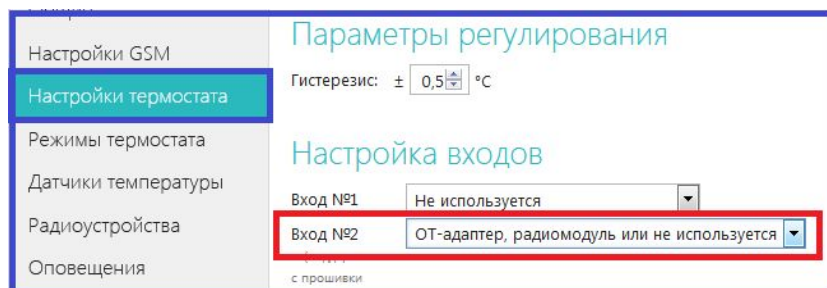 Настройки GSM
Настройки термостата
Режимы термостата
Датчики температуры
Радиоустройства
Оповещения
Параметры регулирования
Гистерезис: ± 0,5 °C
Настройка входов
Вход №1 Не используется
Вход №2 ОТ-адаптер, радиомодуль или не используется
с прошивки